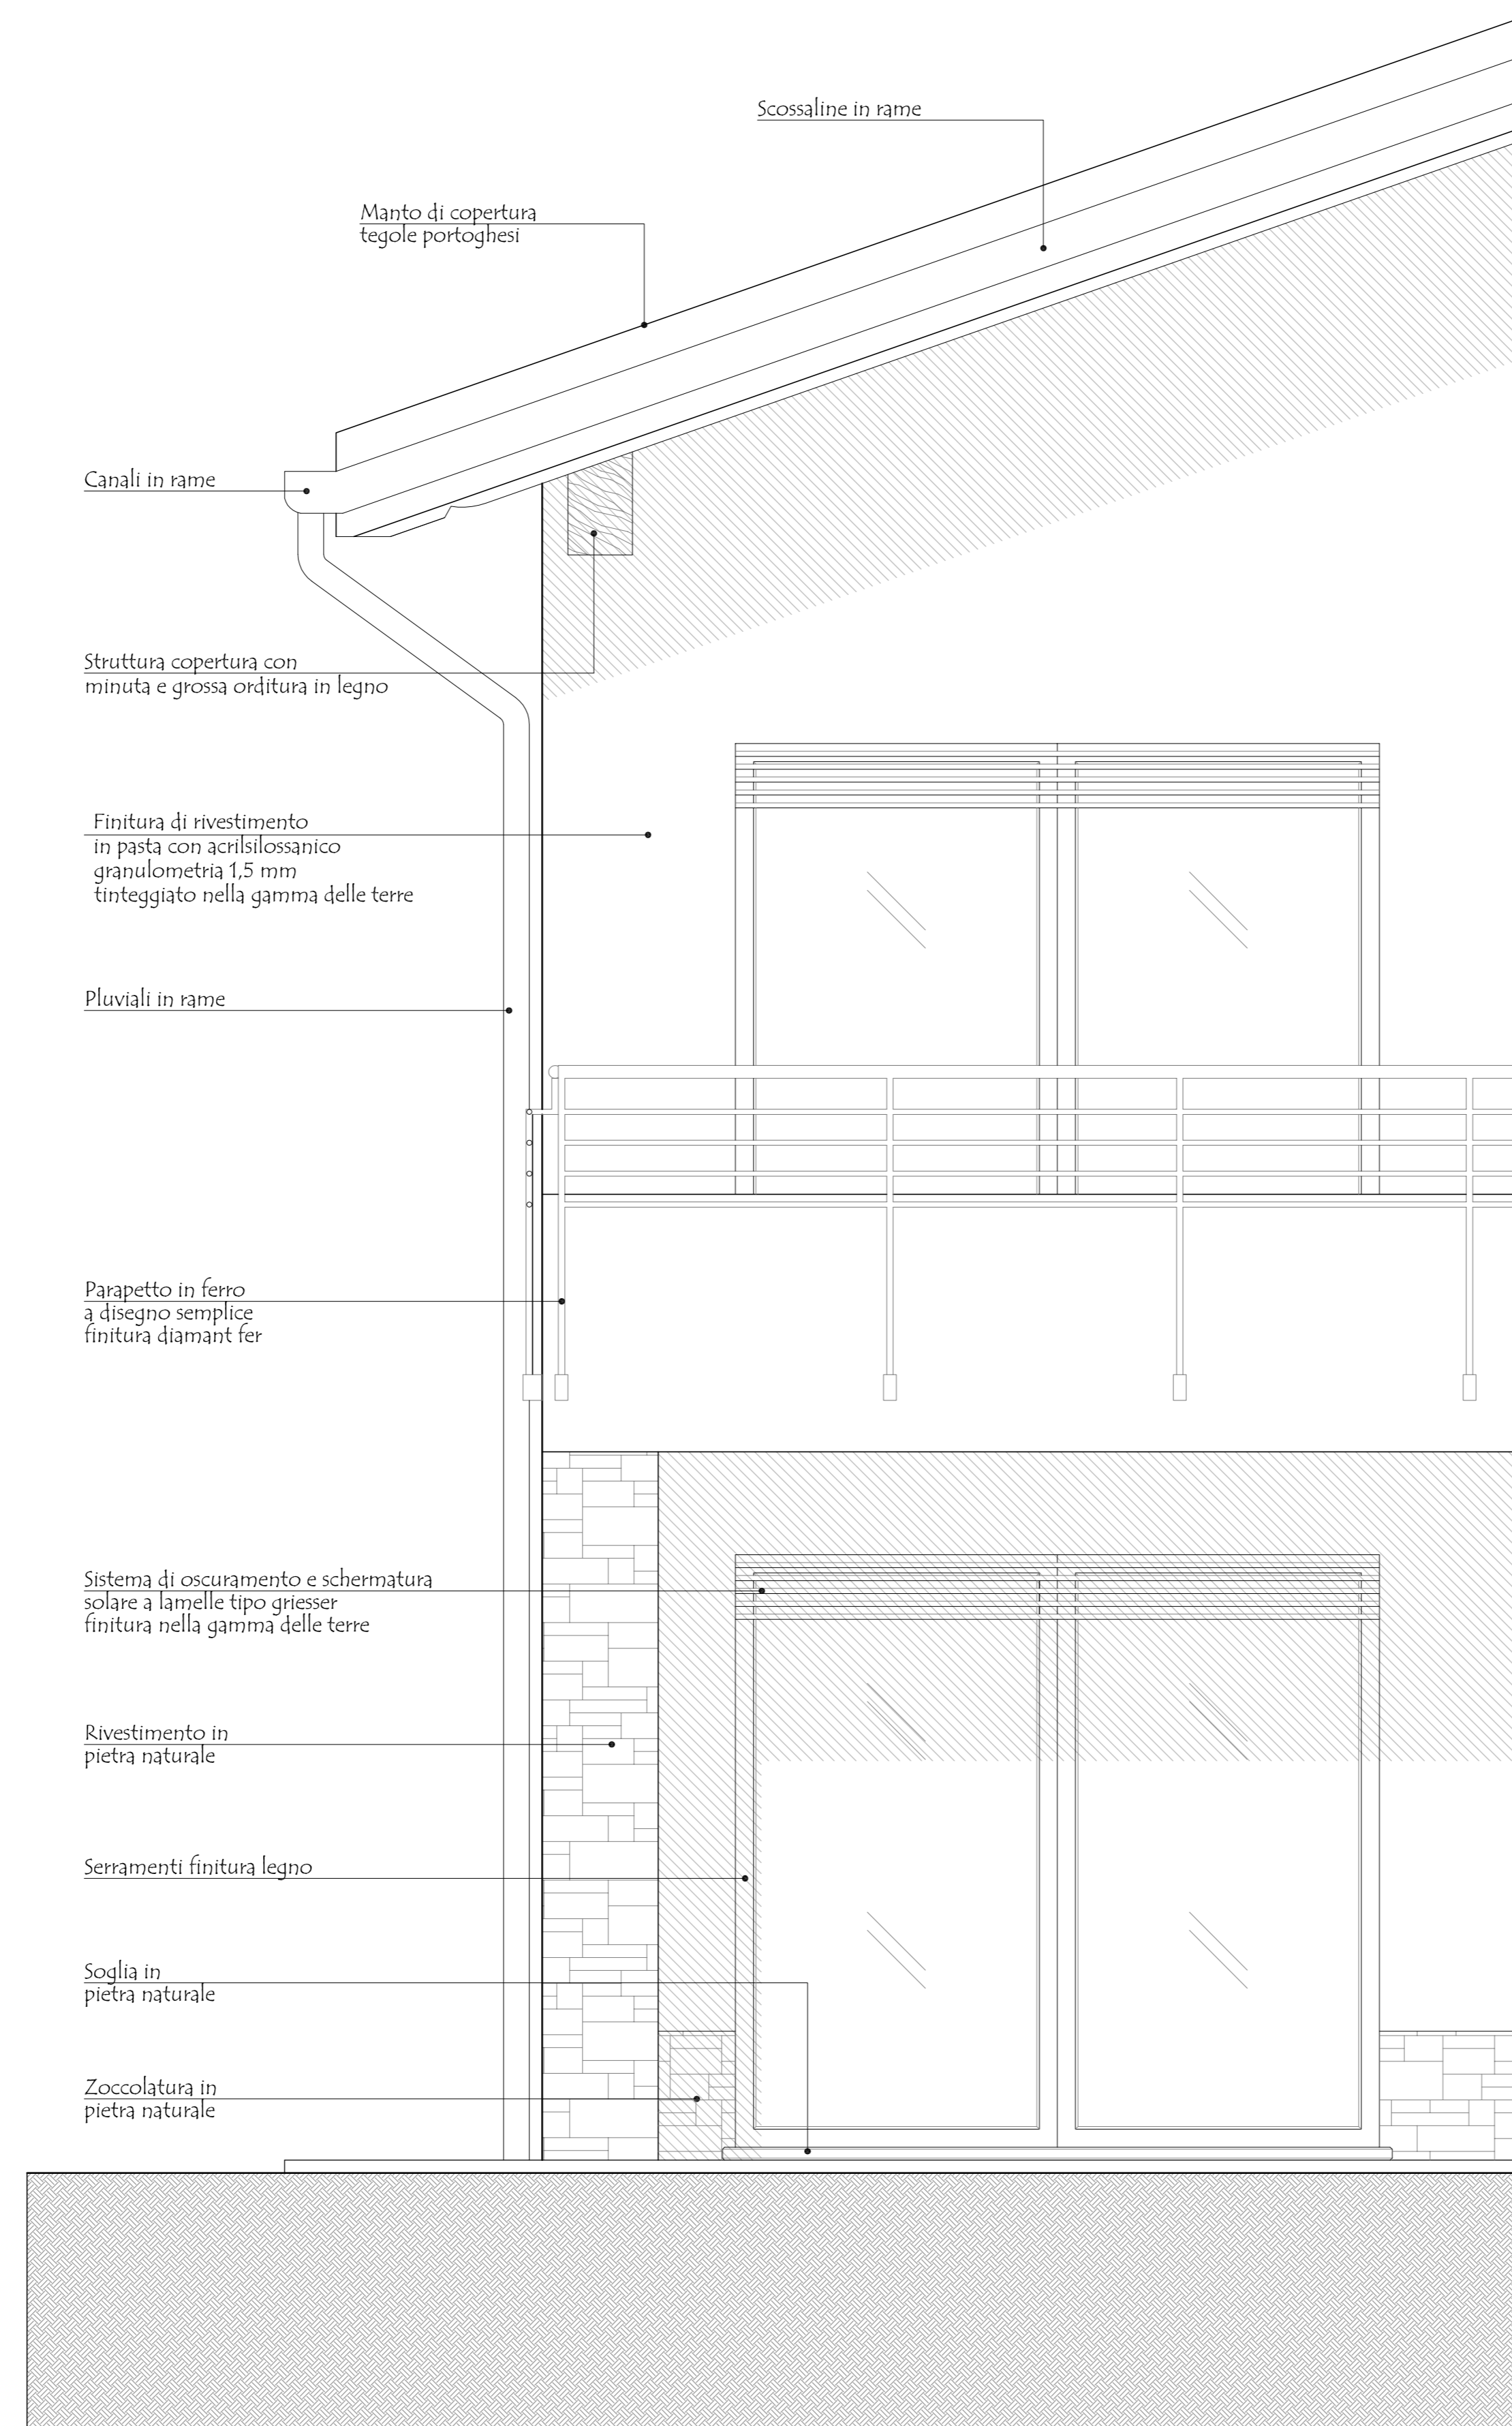 Scossaline in rame
Manto di copertura
tegole portoghesi
Canali in rame
Struttura copertura con
minuta e grossa orditura in legno
Finitura di rivestimento
in pasta con acrilsilossanico
granulometria 1,5 mm
tinteggiato nella gamma delle terre
Pluviali in rame
Parapetto in ferro
a disegno semplice
finitura diamant fer
Sistema di oscuramento e schermatura
solare a lamelle tipo griesser
finitura nella gamma delle terre
Rivestimento in
pietra naturale
Serramenti finitura legno
Soglia in
pietra naturale
Zoccolatura in
pietra naturale